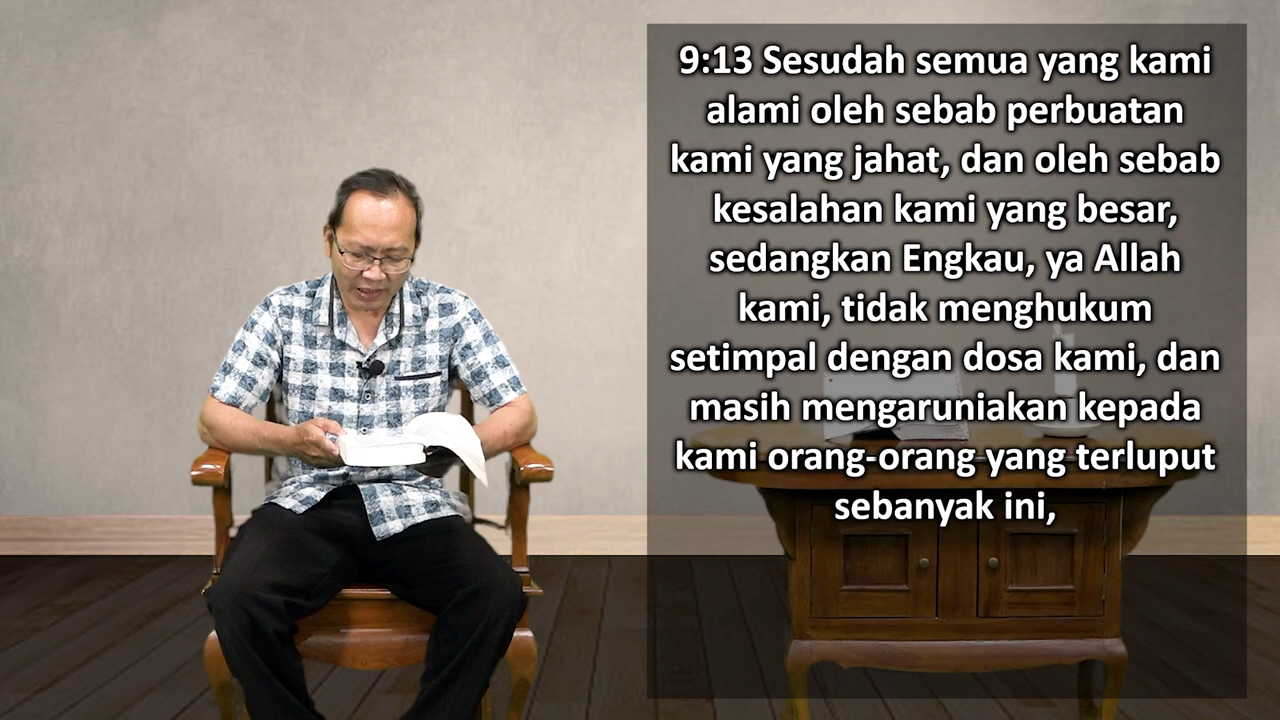 9:13 Sesudah semua yang kami
alami oleh sebab perbuatan
kami yang jahat, dan oleh sebab
kesalahan kami yang besar,
sedangkan Engkau, ya Allah
kami, tidak menghukum
setimpal dengan dosa kami, dan
masih mengaruniakan kepada
kami orang-orang yang terluput
sebanyak ini,